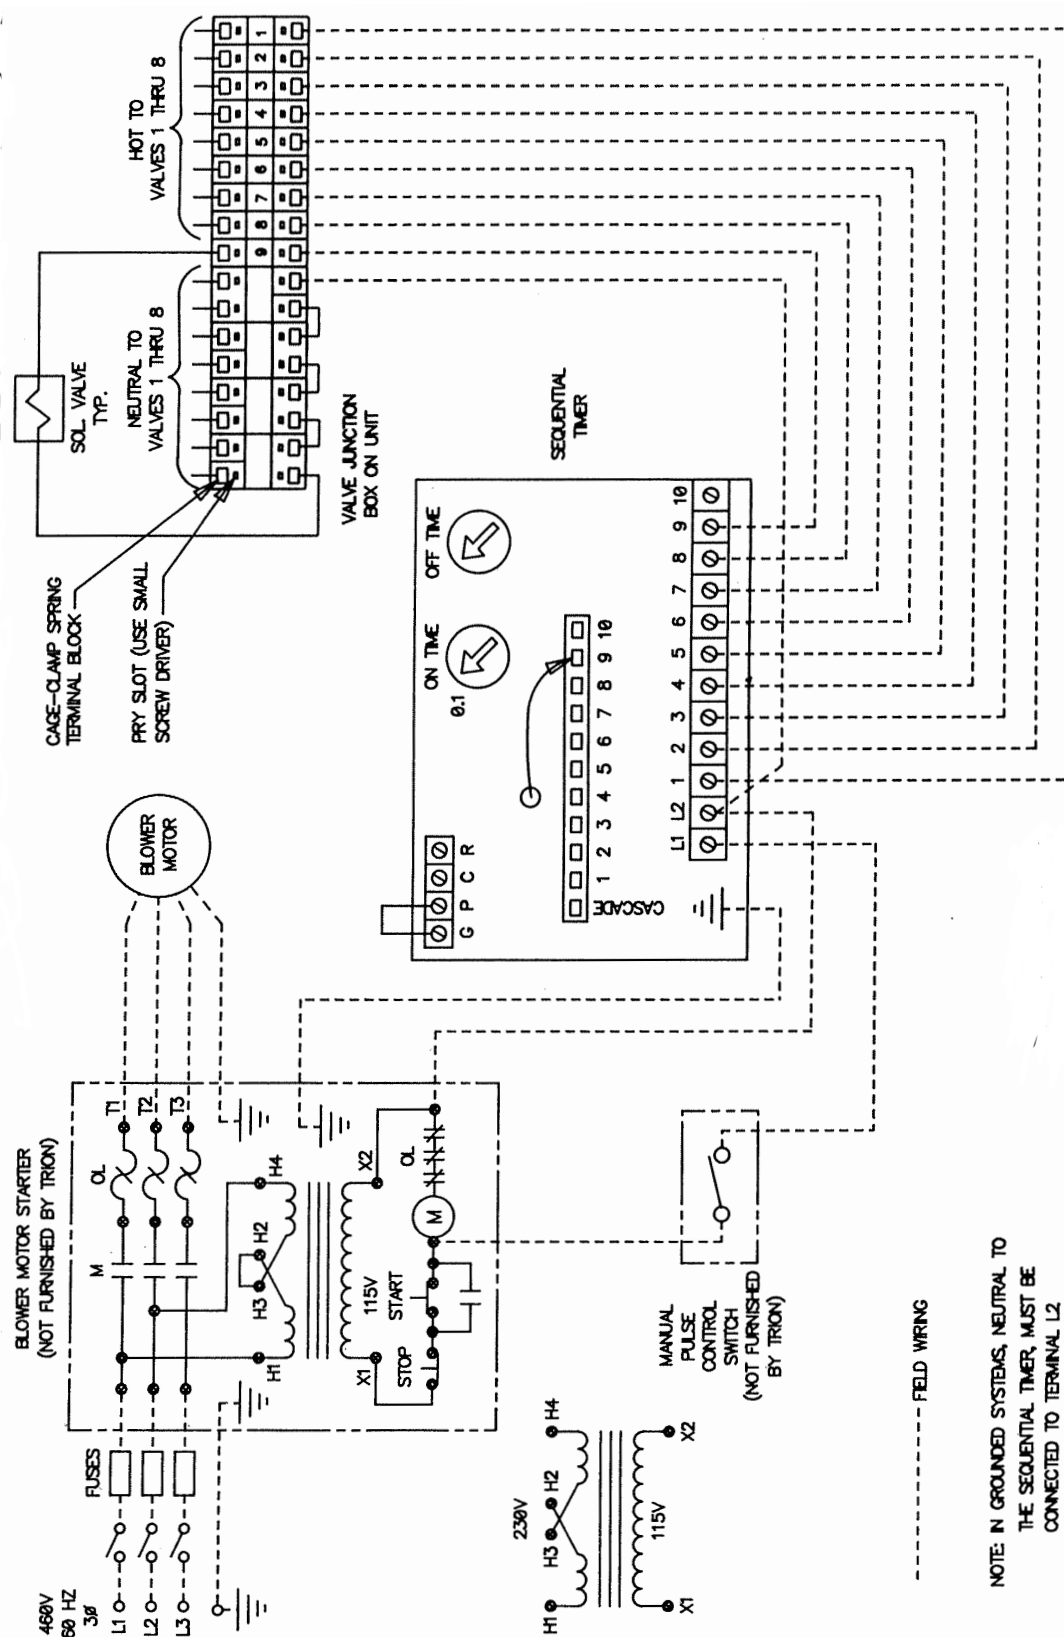 460V
60 HZ
3Ø
L1
L2
L3
FUSES
BLOWER MOTOR STARTER
(NOT FURNISHED BY TRION)
M
OL
T1
T2
T3
H1
H3
H2
H4
115V
X1
X2
STOP
START
M
OL
BLOWER
MOTOR
CAGE-CLAMP SPRING
TERMINAL BLOCK
PRY SLOT (USE SMALL
SCREW DRIVER)
SOL. VALVE
TYP.
NEUTRAL TO
VALVES 1 THRU 8
HOT TO
VALVES 1 THRU 8
9
8
7
6
5
4
3
2
1
VALVE JUNCTION
BOX ON UNIT
SEQUENTIAL
TIMER
G P C R
ON TIME
0.1
OFF TIME
CASCADE
1 2 3 4 5 6 7 8 9 10
L1 L2 1 2 3 4 5 6 7 8 9 10
230V
H1
H3
H2
H4
115V
X1
X2
MANUAL
PULSE
CONTROL
SWITCH
(NOT FURNISHED
BY TRION)
FIELD WIRING
NOTE: IN GROUNDED SYSTEMS, NEUTRAL TO
THE SEQUENTIAL TIMER, MUST BE
CONNECTED TO TERMINAL L2